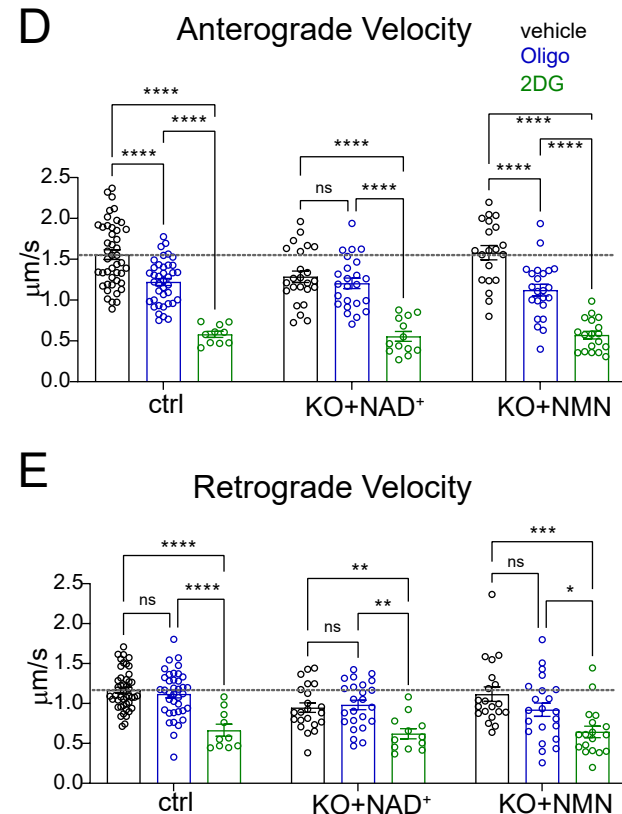 D
Anterograde Velocity
vehicle
Oligo
2DG
****
****
****
****
ns
****
****
****
****
μm/s
2.5
2.0
1.5
1.0
0.5
0.0
ctrl
KO+NAD⁺
KO+NMN
E
Retrograde Velocity
****
ns
****
**
ns
**
***
ns
*
μm/s
2.5
2.0
1.5
1.0
0.5
0.0
ctrl
KO+NAD⁺
KO+NMN